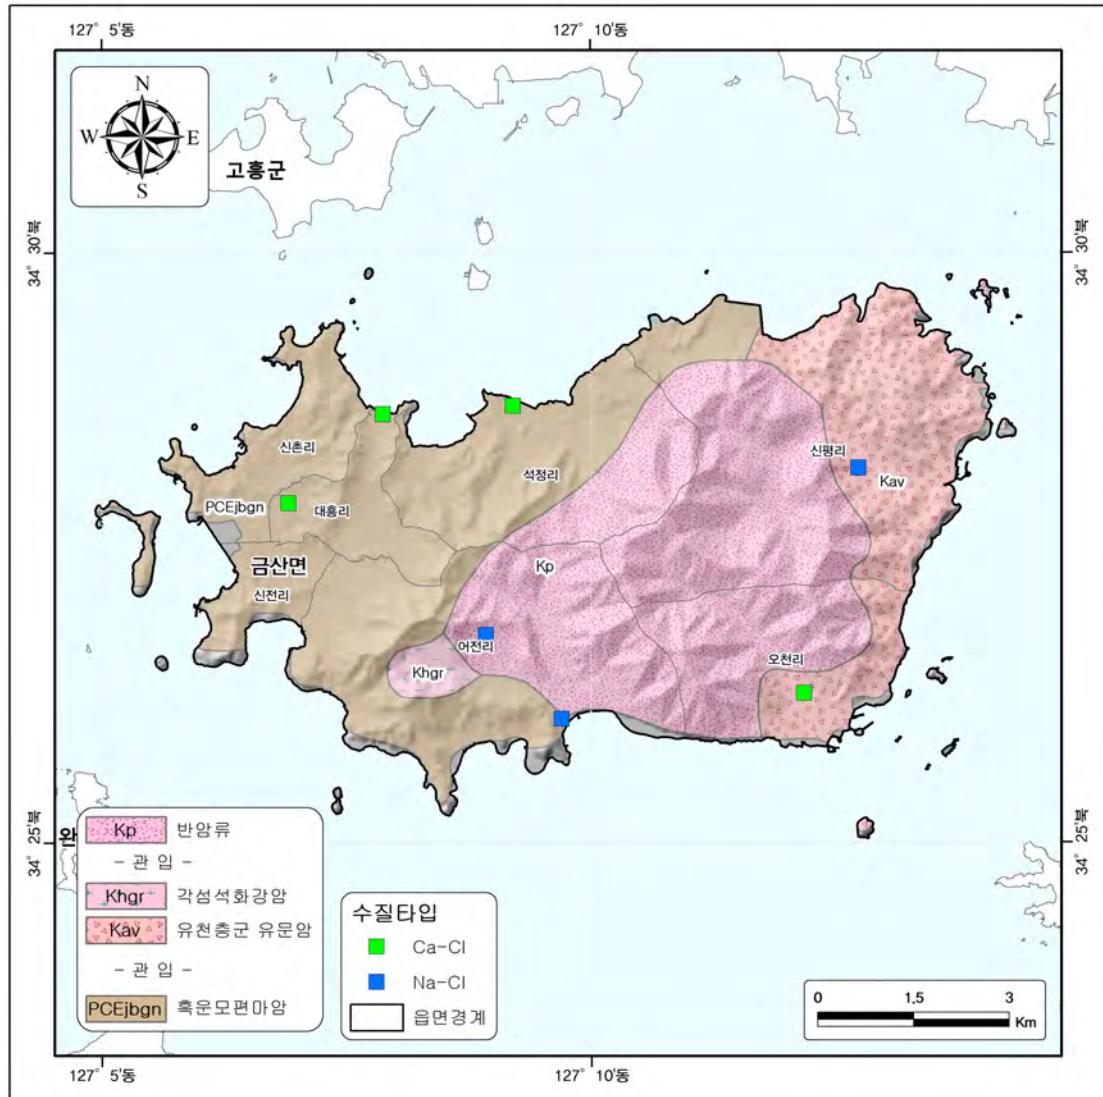 127° 5'동
127° 10'동
N
W
E
S
고흥군
34° 30'북
34° 30'북
신촌리
석정리
신평리
Kav
PCEjbgn
대흥리
금산면
신전리
Kp
어전리
오천리
Khgr
34° 25'북
34° 25'북
완
Kp 반암류
- 관 입 -
Khgr 각섬석화강암
Kav 유천층군 유문암
- 관 입 -
PCEjbgn 흑운모편마암
수질타입
Ca-Cl
Na-Cl
읍면경계
0 1.5 3
Km
127° 5'동
127° 10'동